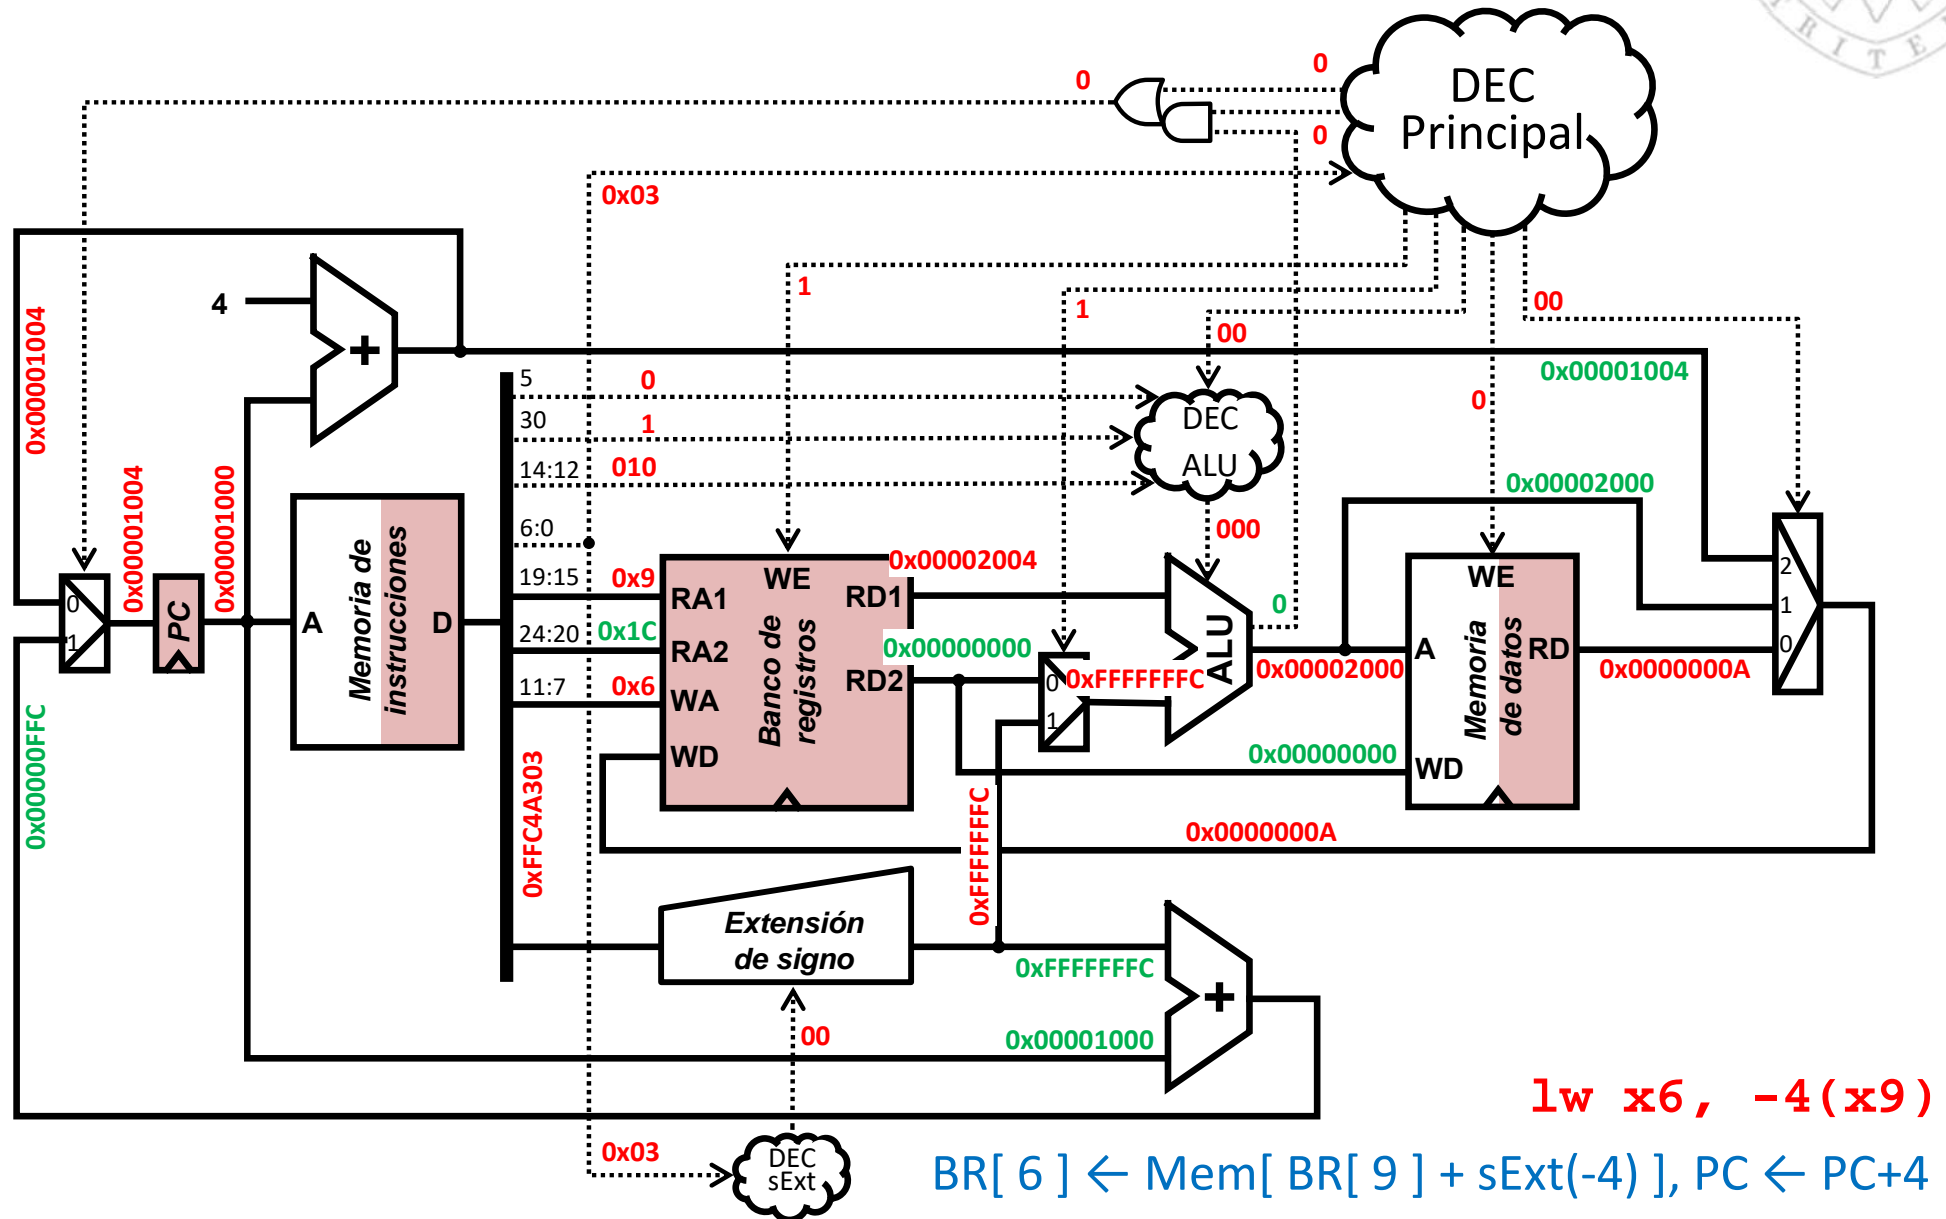 R I T E
DEC
Principal
0
0
0
0x03
1
1
00
00
4
+
0x00001004
0x00001004
5
0
30
1
14:12
010
6:0
DEC
ALU
0
0x00001004
0x00001000
0x00002000
000
0
1
PC
A
Memoria de
instrucciones
D
19:15
0x9
24:20
0x1C
11:7
0x6
RA1
RA2
WA
WD
WE
Banco de
registros
RD1
RD2
0x00002004
0x00000000
0
1
0xFFFFFFFC
ALU
0
0x00002000
A
WE
Memoria
de datos
RD
WD
0x0000000A
2
1
0
0x00000000
0x00000FFC
0xFFC4A303
0xFFFFFFFC
0x0000000A
Extensión
de signo
0xFFFFFFFC
+
0x00001000
00
0x03
DEC
sExt
lw x6, -4(x9)
BR[ 6 ] ← Mem[ BR[ 9 ] + sExt(-4) ], PC ← PC+4